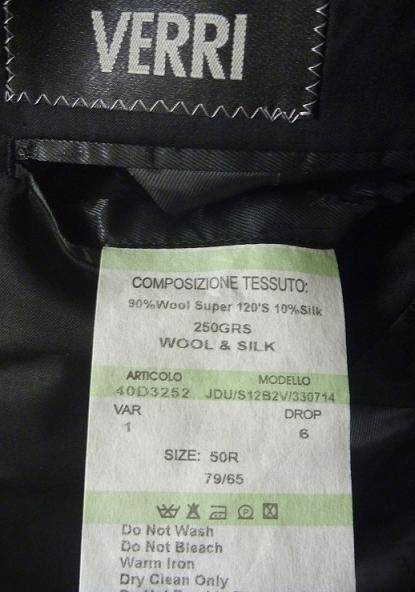 VERRI
COMPOSIZIONE TESSUTO:
90%Wool Super 120'S 10%Silk
250GRS
WOOL & SILK
ARTICOLO MODELLO
40D3252 JDU/S12B2V/330714
VAR DROP
1 6
SIZE: 50R
79/65
Do Not Wash
Do Not Bleach
Warm Iron
Dry Clean Only